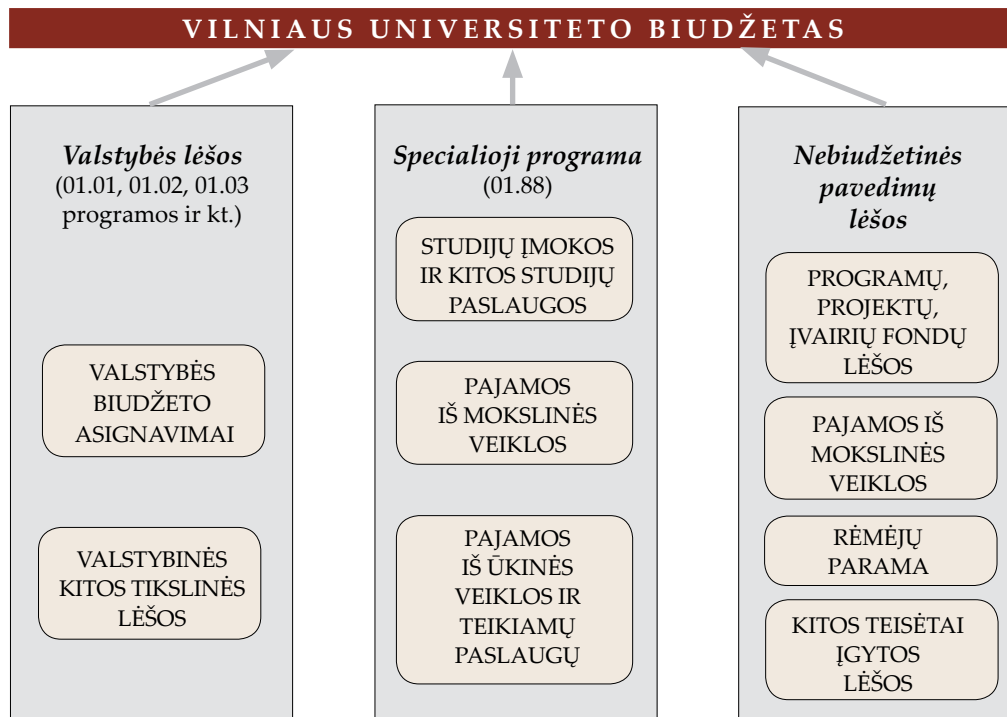 VILNIAUS UNIVERSITETO BIUDŽETAS
Valstybės lėšos
(01.01, 01.02, 01.03
programos ir kt.)
VALSTYBĖS
BIUDŽETO
ASIGNAVIMAI
VALSTYBINĖS
KITOS TIKSLINĖS
LĖŠOS
Specialioji programa
(01.88)
STUDIJŲ ĮMOKOS
IR KITOS STUDIJŲ
PASLAUGOS
PAJAMOS
IŠ MOKSLINĖS
VEIKLOS
PAJAMOS
IŠ ŪKINĖS
VEIKLOS IR
TEIKIAMŲ
PASLAUGŲ
Nebiudžetinės
pavedimų
lėšos
PROGRAMŲ,
PROJEKTŲ,
ĮVAIRIŲ FONDŲ
LĖŠOS
PAJAMOS IŠ
MOKSLINĖS
VEIKLOS
RĖMĖJŲ
PARAMA
KITOS TEISĖTAI
ĮGYTOS
LĖŠOS